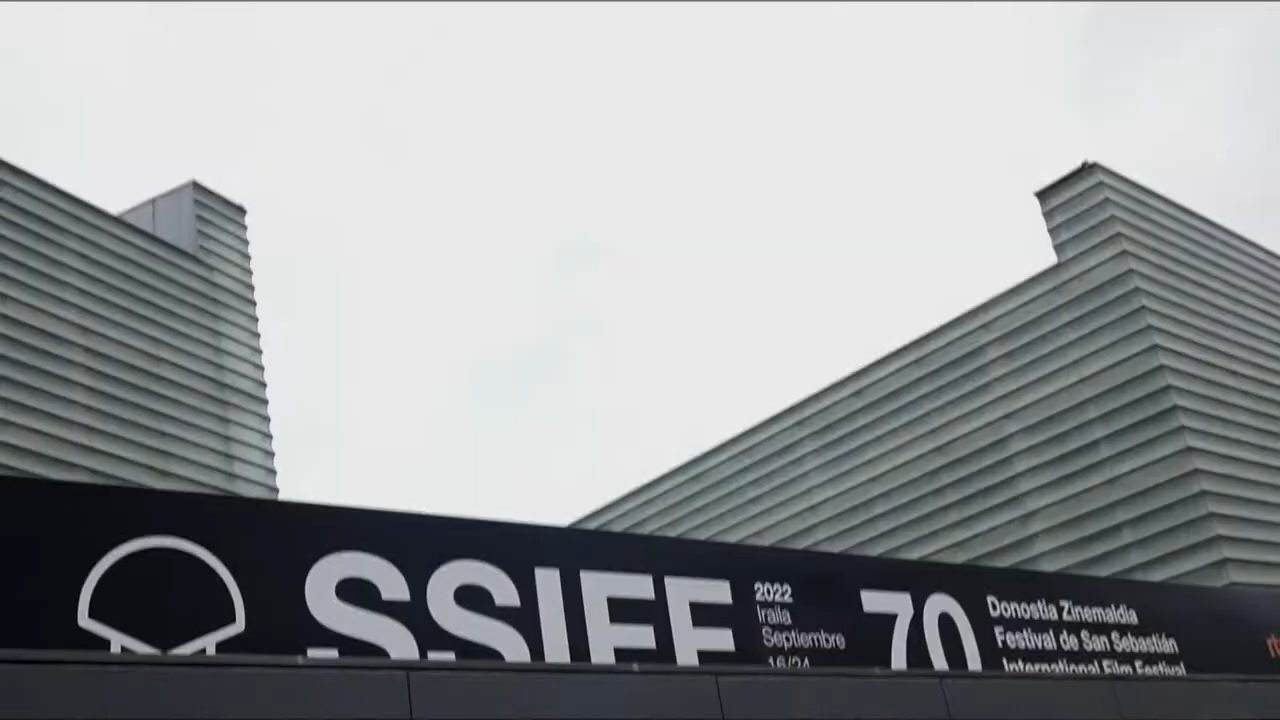 SSIFF
2022
Iraila
Septiembre
16/24
70
Donostia Zinemaldia
Festival de San Sebastián
International Film Festival